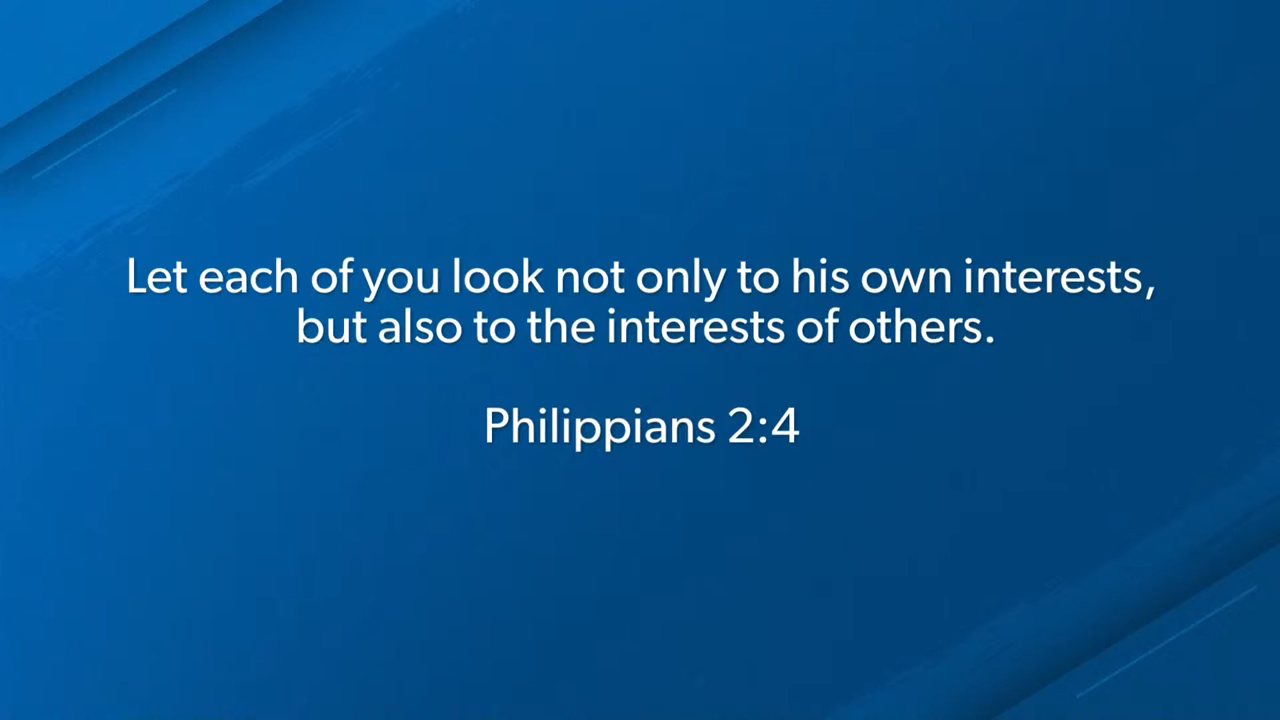 Let each of you look not only to his own interests,
but also to the interests of others.
Philippians 2:4